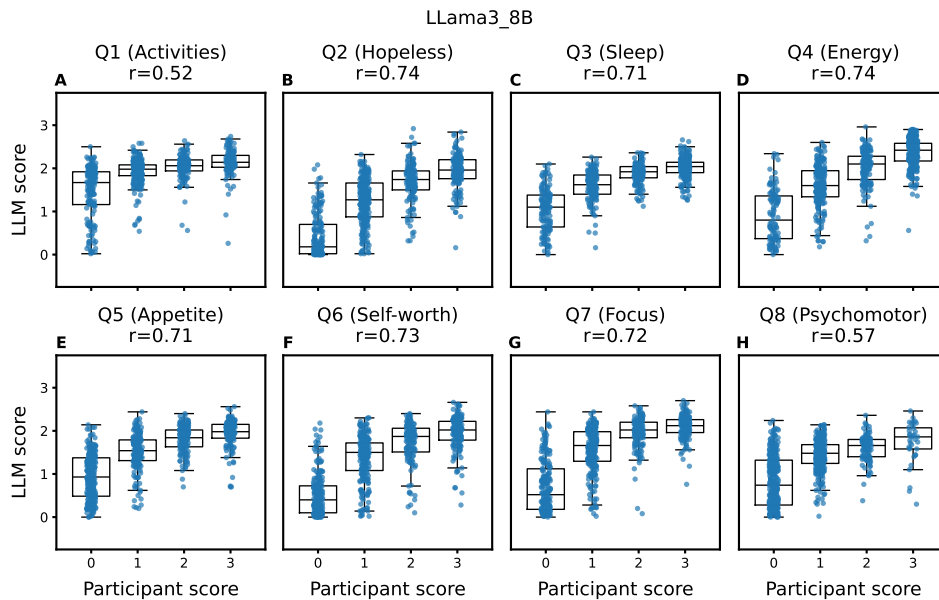 LLama3_8B
Q1 (Activities)
r=0.52
Q2 (Hopeless)
r=0.74
Q3 (Sleep)
r=0.71
Q4 (Energy)
r=0.74
A
B
C
D
LLM score
3
2
1
0
Q5 (Appetite)
r=0.71
Q6 (Self-worth)
r=0.73
Q7 (Focus)
r=0.72
Q8 (Psychomotor)
r=0.57
E
F
G
H
LLM score
3
2
1
0
0 1 2 3
0 1 2 3
0 1 2 3
0 1 2 3
Participant score
Participant score
Participant score
Participant score